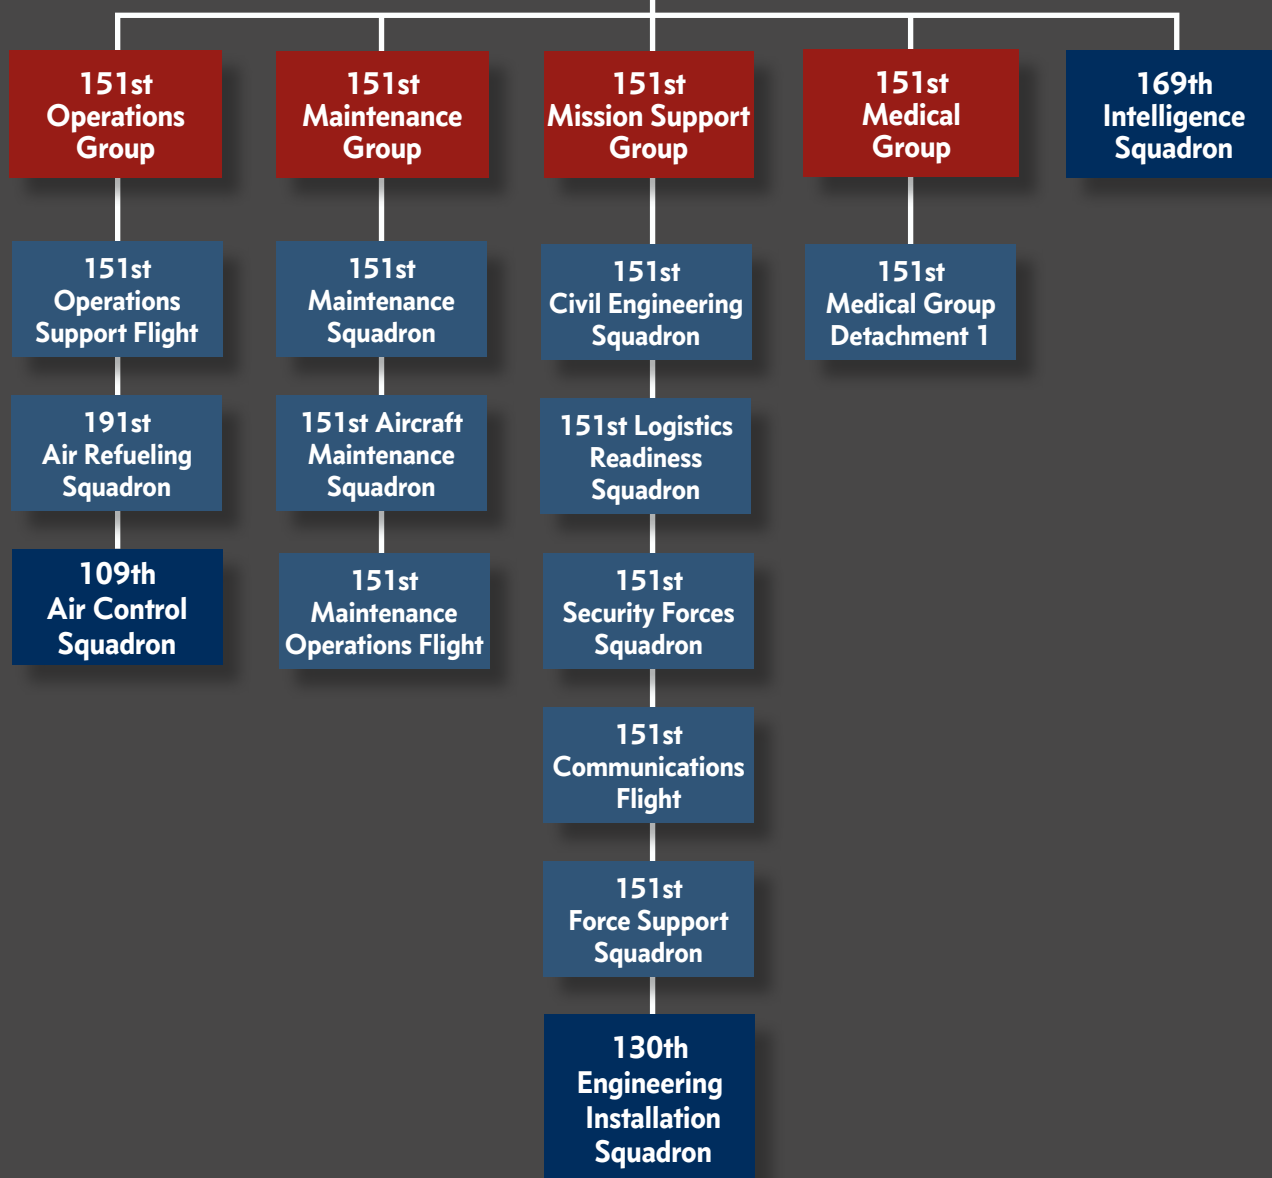 151st
Operations
Group
151st
Maintenance
Group
151st
Mission Support
Group
151st
Medical
Group
169th
Intelligence
Squadron
151st
Operations
Support Flight
191st
Air Refueling
Squadron
109th
Air Control
Squadron
151st
Maintenance
Squadron
151st Aircraft
Maintenance
Squadron
151st
Maintenance
Operations Flight
151st
Civil Engineering
Squadron
151st Logistics
Readiness
Squadron
151st
Security Forces
Squadron
151st
Communications
Flight
151st
Force Support
Squadron
130th
Engineering
Installation
Squadron
151st
Medical Group
Detachment 1